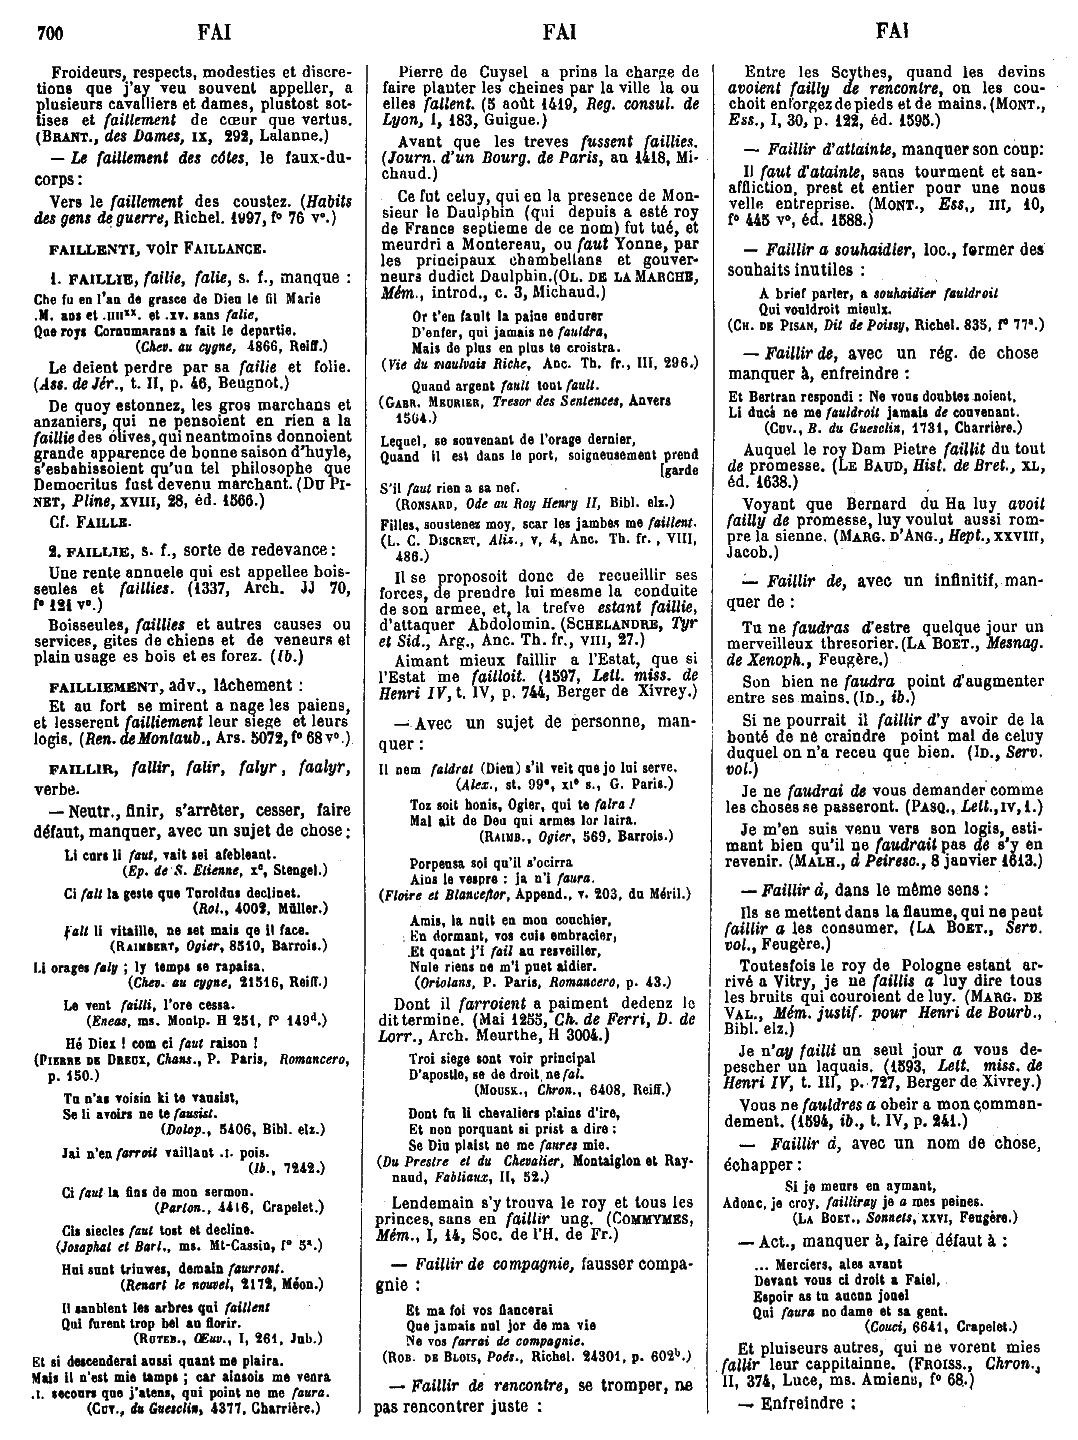 700 FAI FAI FAI
Froideurs, respects, modesties et discre-
tions que j'ay veu souvent appeller, a
plusieurs cavalliers et dames, plustost sot-
tises et faillement de cœur que vertus.
(BRANT., des Dames, IX, 292, Lalanne.)
— Le faillement des côtes, le faux-du-
corps :
Vers le faillement des coustez. (Habits
des gens de guerre, Richel. 1997, f° 76 v°.)
FAILLENTI, voir FAILLANCE.
1. FAILLIE, failie, falie, s. f., manque :
Che fu en l'an de grasce de Dieu le fil Marie
.M. ans et .IIIIXX. et .XV. sans falie,
Que roys Cornumarans a fait le departie.
(Chev. au cygne, 4866, Reiff.)
Le deient perdre par sa failie et folie.
(Ass. de Jér., t. II, p. 46, Beugnot.)
De quoy estonnez, les gros marchans et
anzaniers, qui ne pensoient en rien a la
faillie des olives, qui neantmoins donnoient
grande apparence de bonne saison d'huyle,
s'esbahissoient qu'un tel philosophe que
Democritus fust devenu marchant. (DU PI-
NET, Pline, XVIII, 28, éd. 1566.)
Cf. FAILLE.
2. FAILLIE, s. f., sorte de redevance :
Une rente annuele qui est appellee bois-
seules et faillies. (1337, Arch. JJ 70,
f° 121 v°.)
Boisseules, faillies et autres causes ou
services, gites de chiens et de veneurs et
plain usage es bois et es forez. (Ib.)
FAILLIEMENT, adv., lâchement :
Et au fort se mirent a nage les paiens,
et lesserent failliement leur siege et leurs
logis. (Ren. de Montaub., Ars. 5072, f° 68 v°.)
FAILLIR, fallir, falir, falyr, faalyr,
verbe.
— Neutr., finir, s'arrêter, cesser, faire
défaut, manquer, avec un sujet de chose :
Li cors li faut, vait sei afebleant.
(Ep. de S. Etienne, Xe, Stengel.)
Ci falt la geste que Turoldus declinet.
(Rol., 4002, Müller.)
Falt li vitaille, ne set mais qe il face.
(RAIMBERT, Ogier, 8510, Barrois.)
Li orages faly ; ly temps se rapaisa.
(Chev. au cygne, 21516, Reiff.)
Le vent failli, l'ore cessa.
(Eneas, ms. Montp. H 251, f° 149d.)
Hé Diex ! com ci faut raison !
(PIERRE DE DREUX, Chans., P. Paris, Romancero,
p. 150.)
Tu n'as voisin ki te vausist,
Se li avoirs ne te fausist.
(Dolop., 5406, Bibl. elz.)
Jai n'en farroit vaillant .I. pois.
(Ib., 7242.)
Ci faut la fins de mon sermon.
(Parton., 4416, Crapelet.)
Cis siecles faut tost et decline.
(Josaphat et Barl., ms. Mt-Cassin, f° 5a.)
Hui sunt triuwes, demain faurront.
(Renart le nouvel, 2172, Méon.)
Il sanblent les arbres qui faillent
Qui furent trop bel au florir.
(RUTEB., Œuv., I, 261, Jub.)
Et si descenderai aussi quant me plaira.
Mais il n'est mie tamps ; car ainsois me venra
.I. secours que j'atens, qui point ne me faura.
(CUV., du Guesclin, 4377, Charrière.)
Pierre de Cuysel a prins la charge de
faire planter les cheines par la ville la ou
elles fallent. (5 août 1419, Reg. consul. de
Lyon, I, 183, Guigue.)
Avant que les treves fussent faillies.
(Journ. d'un Bourg. de Paris, an 1418, Mi-
chaud.)
Ce fut celuy, qui en la presence de Mon-
sieur le Daulphin (qui depuis a esté roy
de France septieme de ce nom) fut tué, et
meurdri a Montereau, ou faut Yonne, par
les principaux chambellans et gouver-
neurs dudict Daulphin. (OL. DE LA MARCHE,
Mém., introd., c. 3, Michaud.)
Or t'en fault la paine endurer
D'enfer, qui jamais ne fauldra,
Mais de plus en plus te croistra.
(Vie du mauvais Riche, Anc. Th. fr., III, 296.)
Quand argent fault tout fault.
(GABR. MEURIER, Tresor des Sentences, Anvers
1564.)
Lequel, se souvenant de l'orage dernier,
Quand il est dans le port, soigneusement prend
[garde
S'il faut rien a sa nef.
(RONSARD, Ode au Roy Henry II, Bibl. elz.)
Filles, soustenez moy, scar les jambes me faillent.
(L. C. DISCRET, Aliz., V, 4, Anc. Th. fr., VIII,
486.)
Il se proposoit donc de recueillir ses
forces, de prendre lui mesme la conduite
de son armee, et, la trefve estant faillie,
d'attaquer Abdolomin. (SCHELANDRE, Tyr
et Sid., Arg., Anc. Th. fr., VIII, 27.)
Aimant mieux faillir a l'Estat, que si
l'Estat me failloit. (1597, Lett. miss. de
Henri IV, t. IV, p. 744, Berger de Xivrey.)
— Avec un sujet de personne, man-
quer :
Il nem faldrat (Dieu) s'il veit que jo lui serve.
(Alex., st. 99e, XIe s., G. Paris.)
Toz soit honis, Ogier, qui te falra !
Mal ait de Deu qui armes lor laira.
(RAIMB., Ogier, 569, Barrois.)
Porpensa soi qu'il s'ocirra
Ains le vespre : ja n'i faura.
(Floire et Blanceflor, Append., v. 203, du Méril.)
Amis, la nuit en mon couchier,
En dormant, vos cuis embracier,
Et quant j'i fail au resveiller,
Nule riens ne m'i puet aidier.
(Oriolans, P. Paris, Romancero, p. 43.)
Dont il farroient a paiment dedenz lo
dit termine. (Mai 1255, Ch. de Ferri, D. de
Lorr., Arch. Meurthe, H 3004.)
Troi siege sont voir principal
D'apostle, se de droit ne fal.
(MOUSK., Chron., 6408, Reiff.)
Dont fu li chevaliers plains d'ire,
Et non porquant si prist a dire :
Se Diu plaist ne me faures mie.
(Du Prestre et du Chevalier, Montaiglon et Ray-
naud, Fabliaux, II, 52.)
Lendemain s'y trouva le roy et tous les
princes, sans en faillir ung. (COMMYMES,
Mém., I, 14, Soc. de l'H. de Fr.)
— Faillir de compagnie, fausser compa-
gnie :
Et ma foi vos fiancerai
Que jamais nul jor de ma vie
Ne vos farrai de compegnie.
(ROB. DE BLOIS, Poés., Richel. 24301, p. 602b.)
— Faillir de rencontre, se tromper, ne
pas rencontrer juste :
Entre les Scythes, quand les devins
avoient failly de rencontre, on les cou-
choit enforgez de pieds et de mains. (MONT.,
Ess., I, 30, p. 122, éd. 1595.)
— Faillir d'attainte, manquer son coup :
Il faut d'atainte, sans tourment et san-
affliction, prest et entier pour une nous
velle entreprise. (MONT., Ess., III, 10,
f° 445 v°, éd. 1588.)
— Faillir a souhaidier, loc., former des
souhaits inutiles :
A brief parler, a souhaidier fauldroit
Qui vouldroit mieulx.
(CH. DE PISAN, Dit de Poissy, Richel. 835, f° 77a.)
— Faillir de, avec un rég. de chose
manquer à, enfreindre :
Et Bertran respondi : Ne vous doubtes noient,
Li ducs ne me fauldroit jamais de couvenant.
(CUV., B. du Guesclin, 1731, Charrière.)
Auquel le roy Dam Pietre faillit du tout
de promesse. (LE BAUD, Hist. de Bret., XL,
éd. 1638.)
Voyant que Bernard du Ha luy avoit
failly de promesse, luy voulut aussi rom-
pre la sienne. (MARG. D'ANG., Hept., XXVIII,
Jacob.)
— Faillir de, avec un infinitif, man-
quer de :
Tu ne faudras d'estre quelque jour un
merveilleux thresorier. (LA BOET., Mesnag.
de Xenoph., Feugère.)
Son bien ne faudra point d'augmenter
entre ses mains. (ID., ib.)
Si ne pourrait il faillir d'y avoir de la
bonté de ne craindre point mal de celuy
duquel on n'a receu que bien. (ID., Serv.
vol.)
Je ne faudrai de vous demander comme
les choses se passeront. (PASQ., Lett., IV, 1.)
Je m'en suis venu vers son logis, esti-
mant bien qu'il ne faudrait pas de s'y en
revenir. (MALH., à Peiresc., 8 janvier 1613.)
— Faillir à, dans le même sens :
Ils se mettent dans la flaume, qui ne peut
faillir a les consumer. (LA BOET., Serv.
vol., Feugère.)
Toutesfois le roy de Pologne estant ar-
rivé a Vitry, je ne faillis a luy dire tous
les bruits qui couroient de luy. (MARG. DE
VAL., Mém. justif. pour Henri de Bourb.,
Bibl. elz.)
Je n'ay failli un seul jour a vous de-
pescher un laquais. (1593, Lett. miss. de
Henri IV, t. III, p. 727, Berger de Xivrey.)
Vous ne fauldres a obeir a mon comman-
dement. (1594, ib., t. IV, p. 241.)
— Faillir à, avec un nom de chose,
échapper :
Si je meurs en aymant,
Adonc, je croy, failliray je a mes peines.
(LA BOET., Sonnets, XXVI, Feugère.)
— Act., manquer à, faire défaut à :
... Merciers, ales avant
Devant vous ci droit a Faiel,
Espoir as tu aucun jouel
Qui faura no dame et sa gent.
(Couci, 6641, Crapelet.)
Et pluiseurs autres, qui ne vorent mies
fallir leur cappitainne. (FROISS., Chron.,
II, 374, Luce, ms. Amiens, f° 68.)
— Enfreindre :